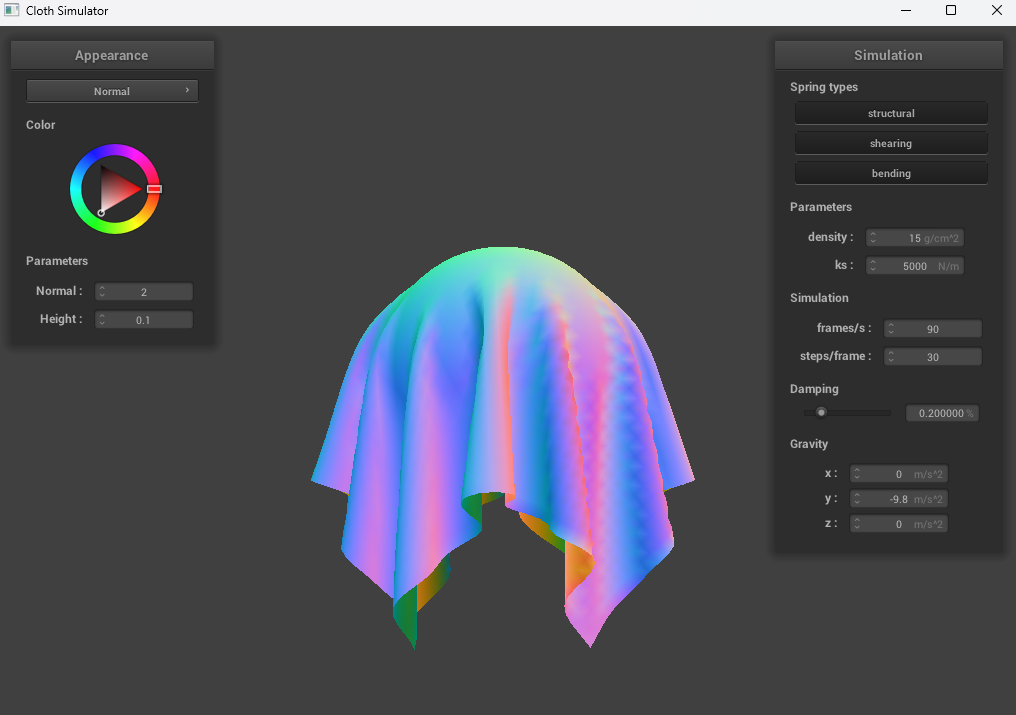 Cloth Simulator
Appearance
Normal
Color
Parameters
Normal : 2
Height : 0.1
Simulation
Spring types
structural
shearing
bending
Parameters
density : 15 g/cm^2
ks : 5000 N/m
Simulation
frames/s : 90
steps/frame : 30
Damping
0.200000 %
Gravity
x : 0 m/s^2
y : -9.8 m/s^2
z : 0 m/s^2